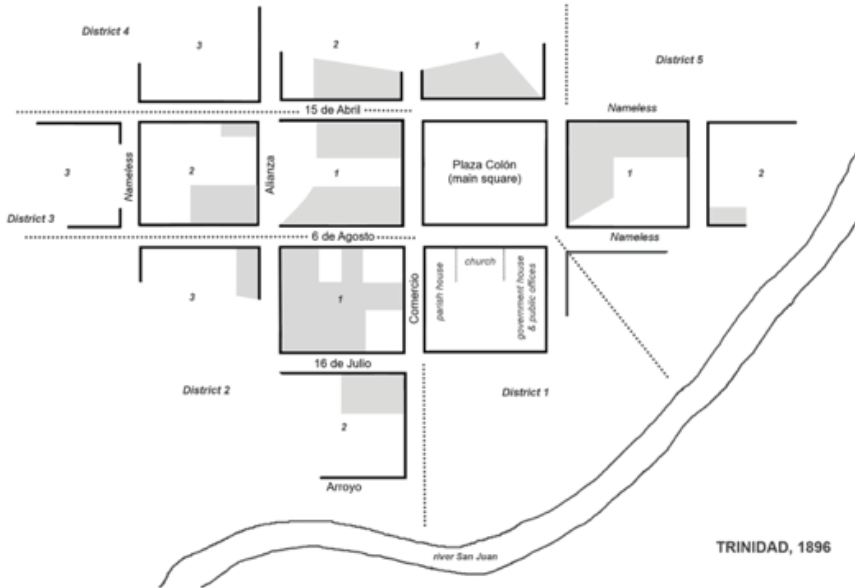 District 4
3
2
1
District 5
15 de Abril
Nameless
3
Nameless
2
Alianza
1
Plaza Colón
(main square)
1
2
District 3
6 de Agosto
Nameless
3
1
Comercio
parish house
church
government house
& public offices
16 de Julio
District 2
District 1
2
Arroyo
river San Juan
TRINIDAD, 1896